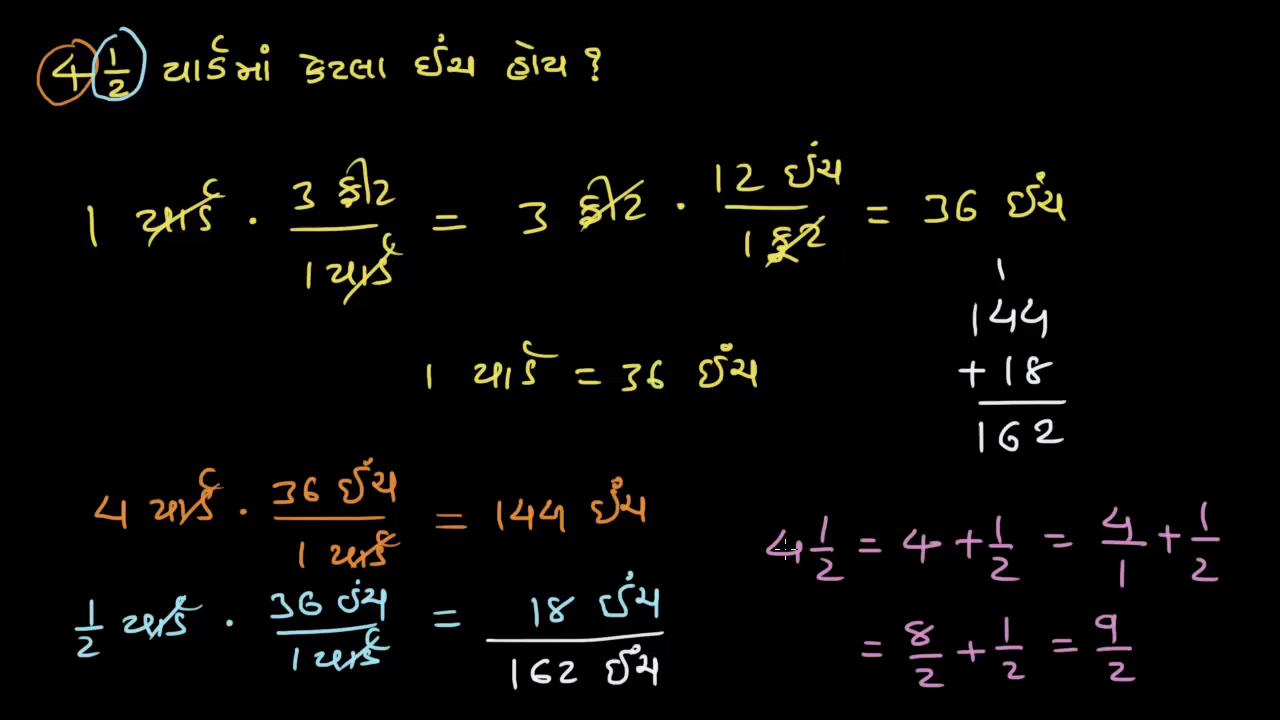 4 1/2 યાર્ડમાં કેટલા ઈંચ હોય ?
1 યાર્ડ · 3 ફીટ / 1 યાર્ડ = 3 ફીટ · 12 ઈંચ / 1 ફૂટ = 36 ઈંચ
1 યાર્ડ = 36 ઈંચ
1
144
+ 18
162
4 યાર્ડ · 36 ઈંચ / 1 યાર્ડ = 144 ઈંચ
1/2 યાર્ડ · 36 ઈંચ / 1 યાર્ડ = 18 ઈંચ
162 ઈંચ
4 1/2 = 4 + 1/2 = 4/1 + 1/2
= 8/2 + 1/2 = 9/2